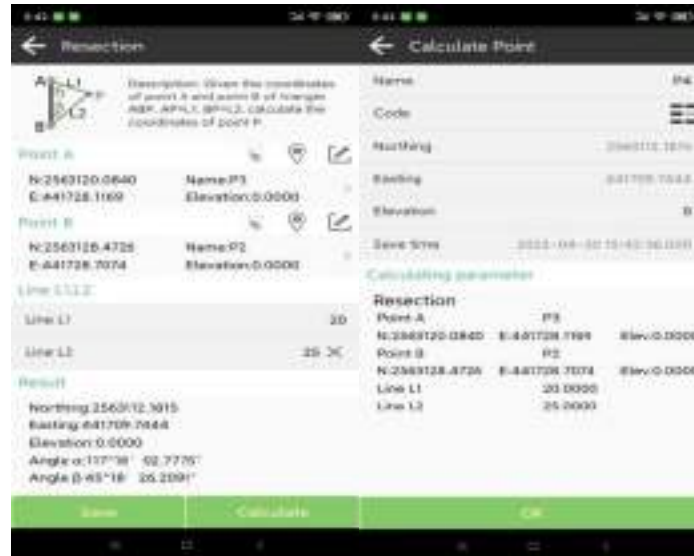 Resection
A L1
P
L2
B
Description: Given the coordinates
of point A and point B of triangle
ABP, AP=L1, BP=L2, calculate the
coordinates of point P
Point A
N:2563120.0840 Name:P3
E:441728.1169 Elevation:0.0000
Point B
N:2563128.4726 Name:P2
E:441728.7074 Elevation:0.0000
Line L1L2
Line L1 20
Line L2 25
Result
Northing:2563112.1815
Easting:441709.7444
Elevation:0.0000
Save Calculate
Calculate Point
Name P4
Code
Northing
Easting
Elevation 0
Save time
Calculating parameter
Resection
Point A P3
N:2563120.0840 E:441728.1169 Elev:0.0000
Point B P2
N:2563128.4726 E:441728.7074 Elev:0.0000
Line L1 20.0000
Line L2 25.0000
OK